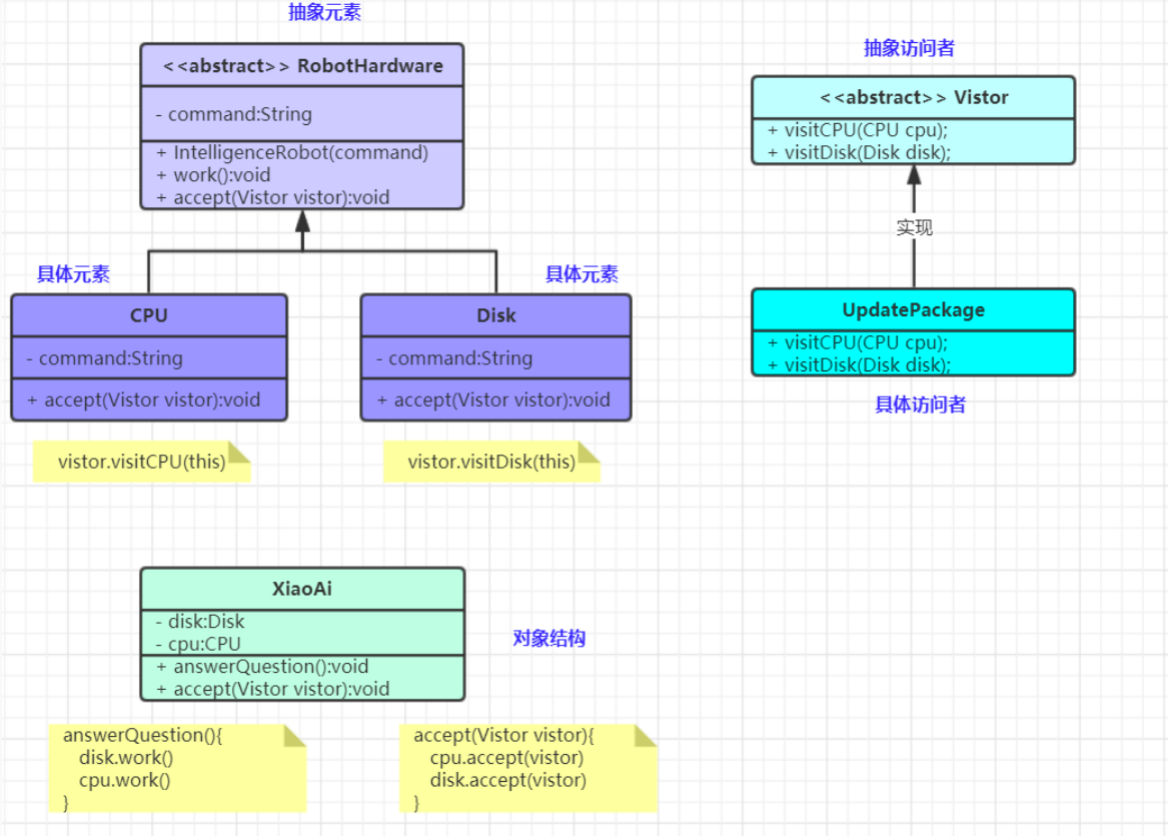 抽象元素
<<abstract>> RobotHardware
- command:String
+ IntelligenceRobot(command)
+ work():void
+ accept(Vistor vistor):void
抽象访问者
<<abstract>> Vistor
+ visitCPU(CPU cpu);
+ visitDisk(Disk disk);
实现
具体元素
CPU
- command:String
+ accept(Vistor vistor):void
vistor.visitCPU(this)
具体元素
Disk
- command:String
+ accept(Vistor vistor):void
vistor.visitDisk(this)
UpdatePackage
+ visitCPU(CPU cpu);
+ visitDisk(Disk disk);
具体访问者
XiaoAi
- disk:Disk
- cpu:CPU
+ answerQuestion():void
+ accept(Vistor vistor):void
对象结构
answerQuestion(){
disk.work()
cpu.work()
}
accept(Vistor vistor){
cpu.accept(vistor)
disk.accept(vistor)
}